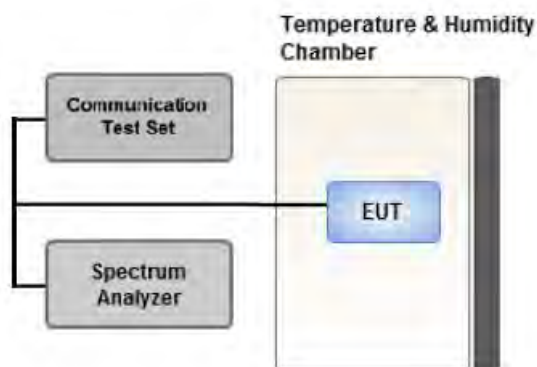 Temperature & Humidity
Chamber
Communication
Test Set
EUT
Spectrum
Analyzer